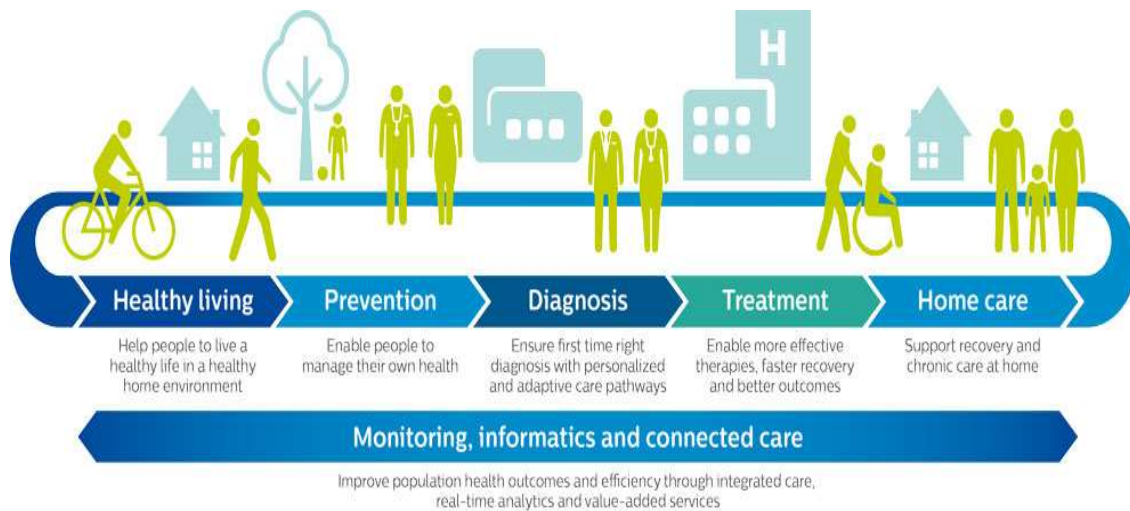 H
Healthy living
Prevention
Diagnosis
Treatment
Home care
Help people to live a
healthy life in a healthy
home environment
Enable people to
manage their own health
Ensure first time right
diagnosis with personalized
and adaptive care pathways
Enable more effective
therapies, faster recovery
and better outcomes
Support recovery and
chronic care at home
Monitoring, informatics and connected care
Improve population health outcomes and efficiency through integrated care,
real-time analytics and value-added services